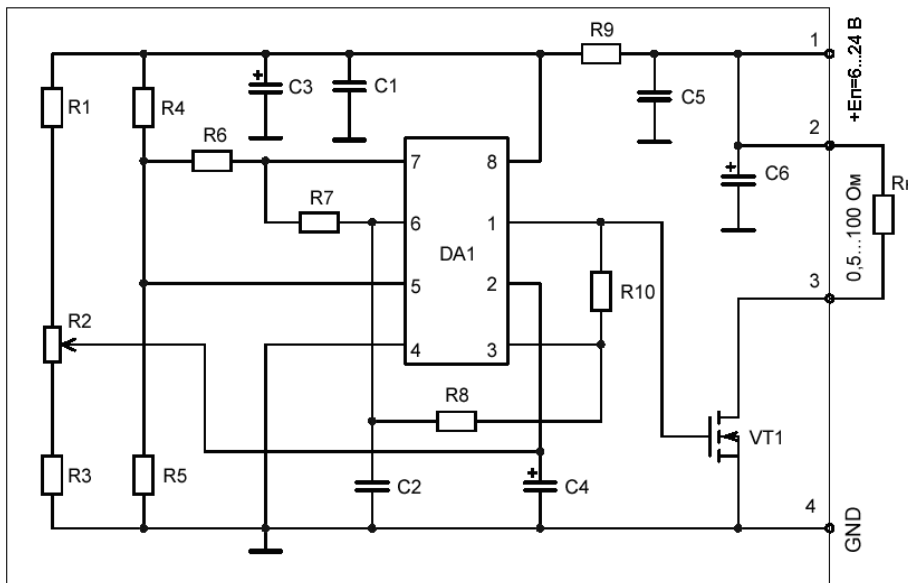 R9
1
+Eп=6...24 В
R1
R4
C3
C1
C5
2
R6
7
8
C6
R7
6
1
0,5...100 Ом
DA1
R10
5
2
3
R2
4
3
R8
VT1
R3
R5
C2
C4
4
GND